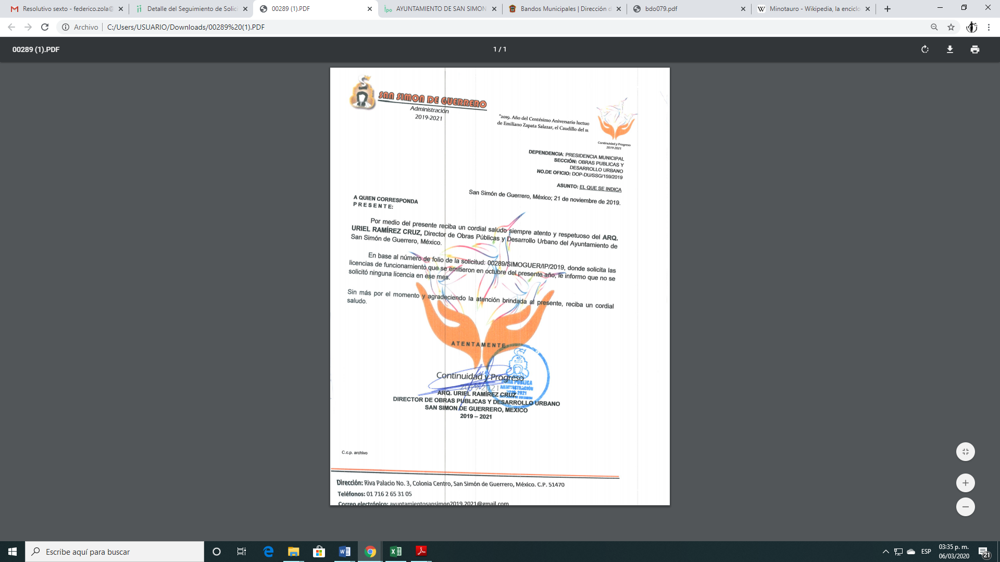 Resolutivo sexto - federico.zola@
Detalle del Seguimiento de Solici
00289 (1).PDF
AYUNTAMIENTO DE SAN SIMON
Bandos Municipales | Dirección d
bdo079.pdf
Minotauro - Wikipedia, la enciclo
Archivo
C:/Users/USUARIO/Downloads/00289%20(1).PDF
00289 (1).PDF
1 / 1
SAN SIMON DE GUERRERO
Administración
2019-2021
"2019. Año del Centésimo Aniversario luctuo
de Emiliano Zapata Salazar, el Caudillo del su
Continuidad y Progreso
2019-2021
DEPENDENCIA: PRESIDENCIA MUNICIPAL
SECCIÓN: OBRAS PUBLICAS Y
DESARROLLO URBANO
NO.DE OFICIO: DOP-DU/SSG/159/2019
ASUNTO: EL QUE SE INDICA
San Simón de Guerrero, México; 21 de noviembre de 2019.
A QUIEN CORRESPONDA
P R E S E N T E:
Por medio del presente reciba un cordial saludo siempre atento y respetuoso del ARQ.
URIEL RAMÍREZ CRUZ, Director de Obras Públicas y Desarrollo Urbano del Ayuntamiento de
San Simón de Guerrero, México.
En base al número de folio de la solicitud: 00289/SIMOGUER/IP/2019, donde solicita las
licencias de funcionamiento que se emitieron en octubre del presente año, le informo que no se
solicitó ninguna licencia en ese mes.
Sin más por el momento y agradeciendo la atención brindada al presente, reciba un cordial
saludo.
A T E N T A M E N T E
Continuidad y Progreso
2019-2021
OBRA PUBLICA
ADMINISTRACIÓN
2019-2021
ARQ. URIEL RAMÍREZ CRUZ
DIRECTOR DE OBRAS PUBLICAS Y DESARROLLO URBANO
SAN SIMON DE GUERRERO, MEXICO
2019 – 2021
C.c.p. archivo
Dirección: Riva Palacio No. 3, Colonia Centro, San Simón de Guerrero, México. C.P. 51470
Teléfonos: 01 716 2 65 31 05
Correo electrónico: ayuntamientosansimon2019.2021@gmail.com
Escribe aquí para buscar
ESP
03:35 p. m.
06/03/2020
21